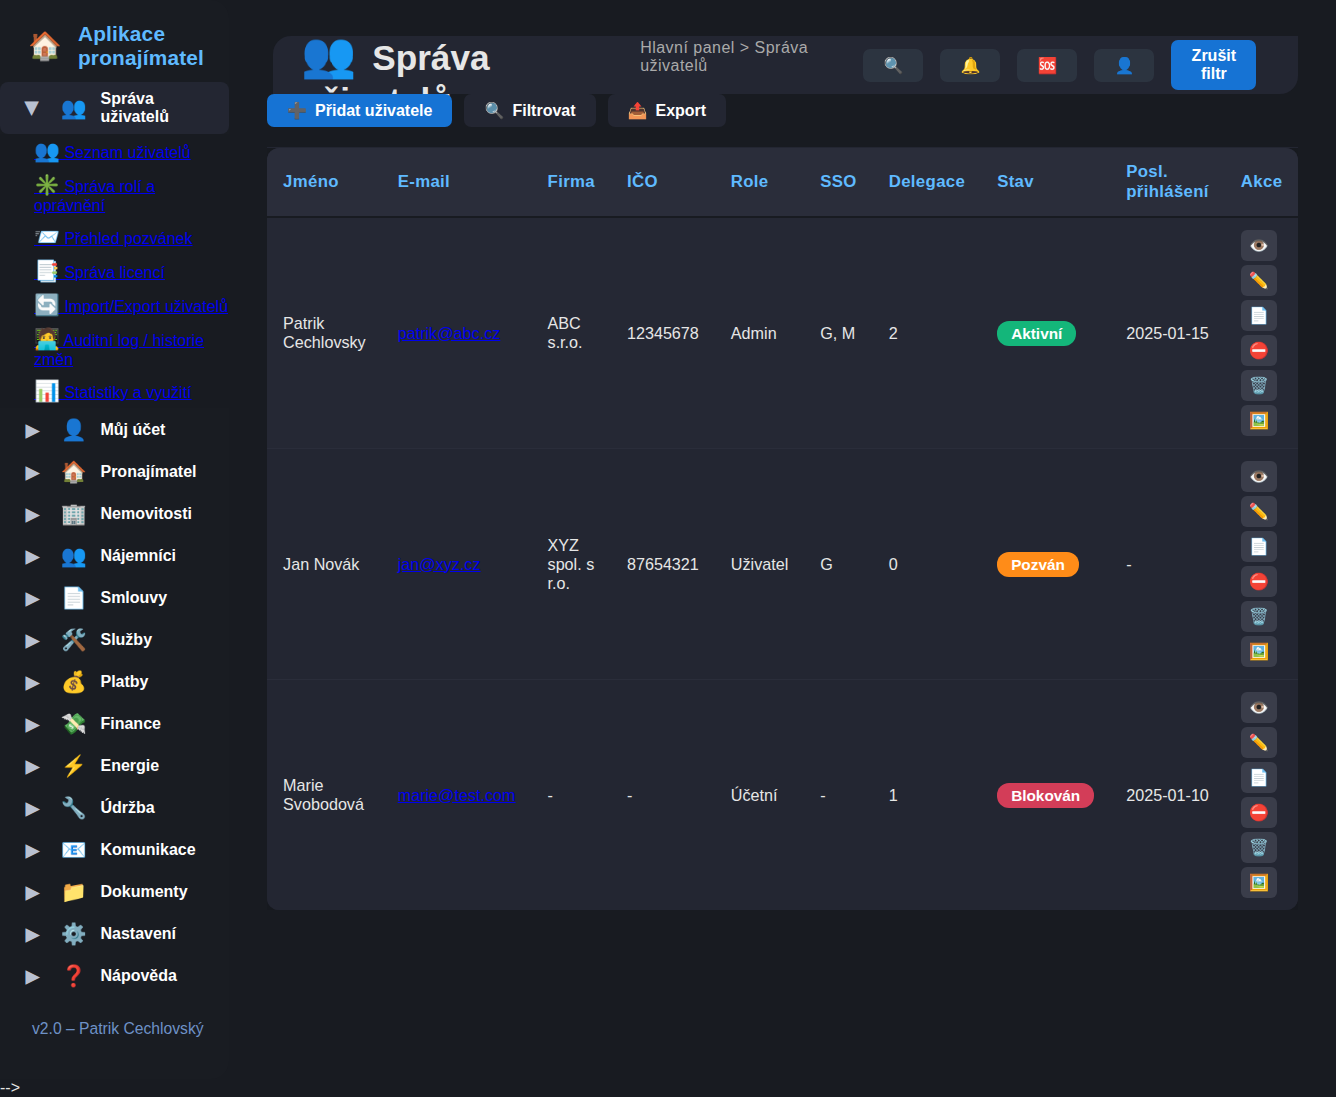 Aplikace
pronajímatel
Správa
uživatelů
Seznam uživatelů
Správa rolí a
oprávnění
Přehled pozvánek
Správa licencí
Import/Export uživatelů
Auditní log / historie
změn
Statistiky a využití
Můj účet
Pronajímatel
Nemovitosti
Nájemníci
Smlouvy
Služby
Platby
Finance
Energie
Údržba
Komunikace
Dokumenty
Nastavení
Nápověda
v2.0 – Patrik Cechlovský
-->
Správa
uživatelů
Hlavní panel > Správa
uživatelů
SOS
Zrušit
filtr
Přidat uživatele
Filtrovat
Export
Jméno E-mail Firma IČO Role SSO Delegace Stav Posl. přihlášení Akce
Patrik Cechlovsky patrik@abc.cz ABC s.r.o. 12345678 Admin G, M 2 Aktivní 2025-01-15
Jan Novák jan@xyz.cz XYZ spol. s r.o. 87654321 Uživatel G 0 Pozván -
Marie Svobodová marie@test.com - - Účetní - 1 Blokován 2025-01-10